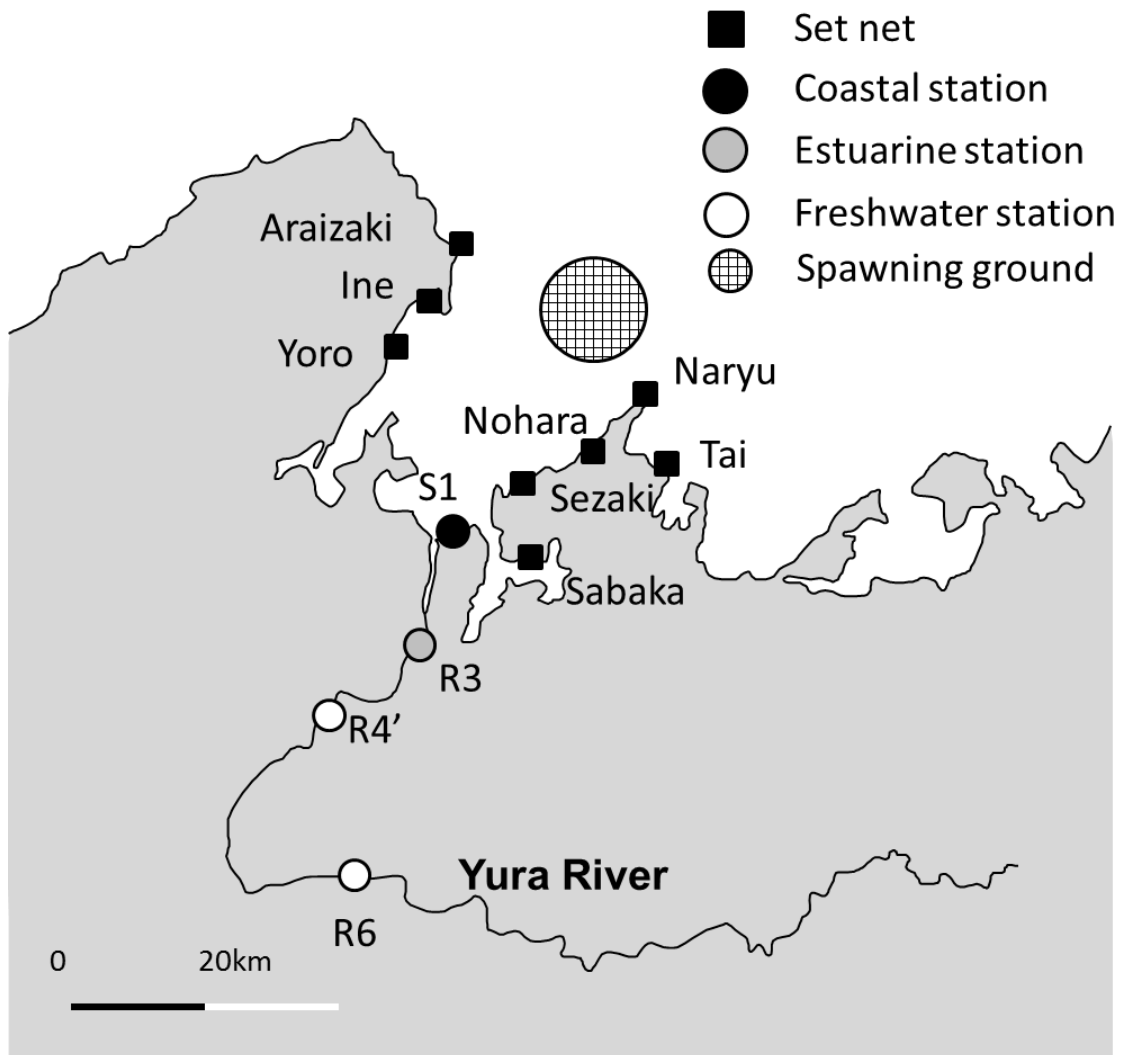 Set net
Coastal station
Estuarine station
Freshwater station
Spawning ground
Araizaki
Ine
Yoro
Naryu
Nohara
Tai
S1
Sezaki
Sabaka
R3
R4’
Yura River
R6
0 20km